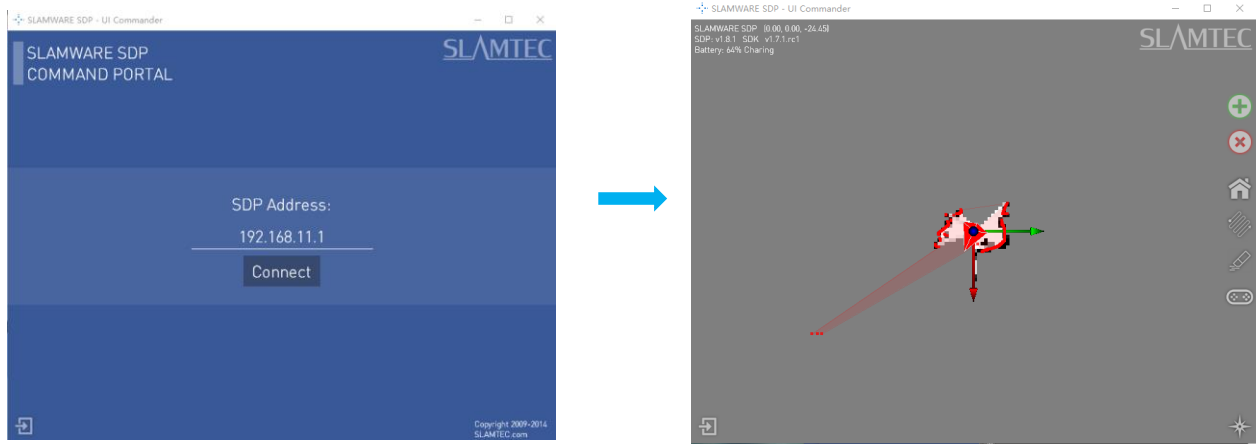 SLAMWARE SDP - UI Commander
SLAMWARE SDP
COMMAND PORTAL
SLAMTEC
SDP Address:
192.168.11.1
Connect
Copyright 2009-2014
SLAMTEC.com
SLAMWARE SDP - UI Commander
SLAMWARE SDP [0.00, 0.00, -24.45]
SDP: v1.8.1 SDK v1.7.1.rc1
Battery: 64% Charing
SLAMTEC